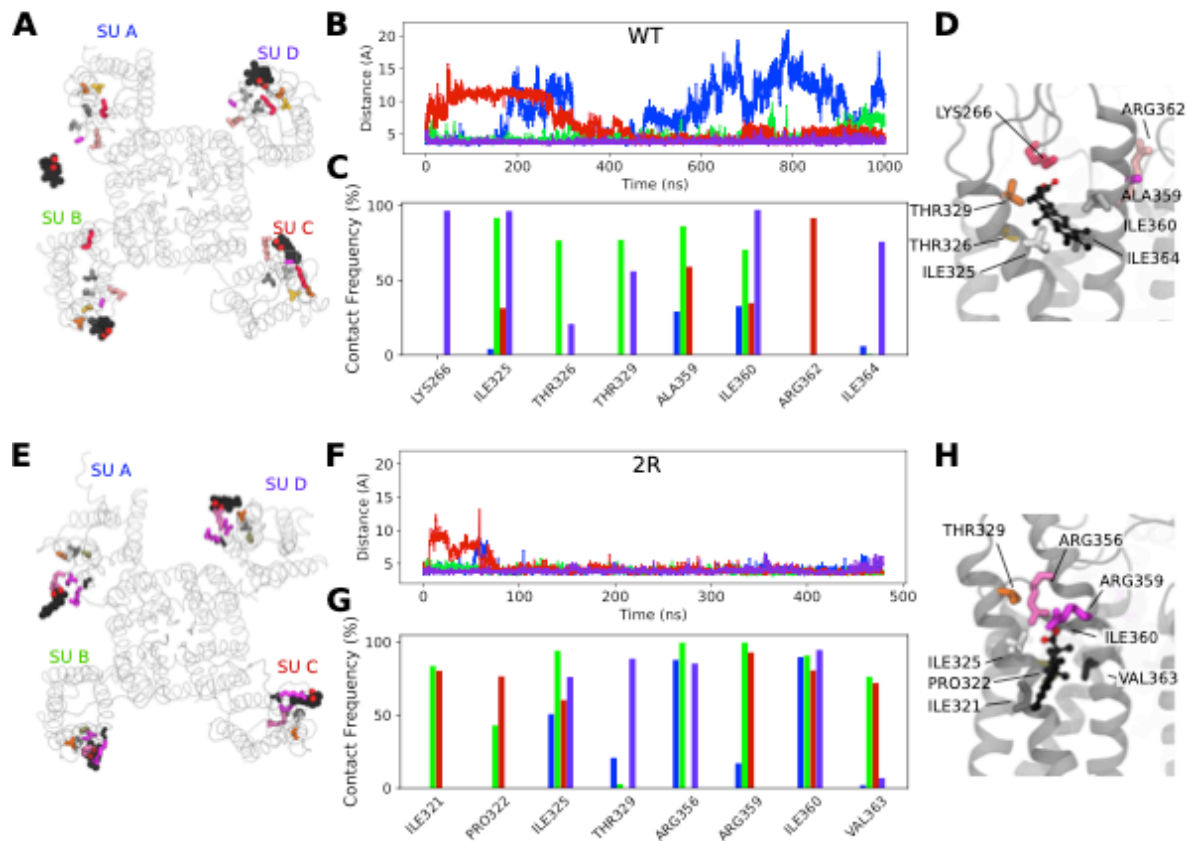 A
SU A
SU D
SU B
SU C
B
WT
Distance (A)
20
15
10
5
0
200
400
600
800
1000
Time (ns)
C
Contact Frequency (%)
100
50
0
LYS266
ILE325
THR326
THR329
ALA359
ILE360
ARG362
ILE364
D
LYS266
ARG362
THR329
ALA359
ILE360
THR326
ILE364
ILE325
E
SU A
SU D
SU B
SU C
F
2R
Distance (A)
20
15
10
5
0
100
200
300
400
500
Time (ns)
G
Contact Frequency (%)
100
50
0
ILE321
PRO322
ILE325
THR329
ARG356
ARG359
ILE360
VAL363
H
THR329
ARG356
ARG359
ILE360
ILE325
PRO322
VAL363
ILE321